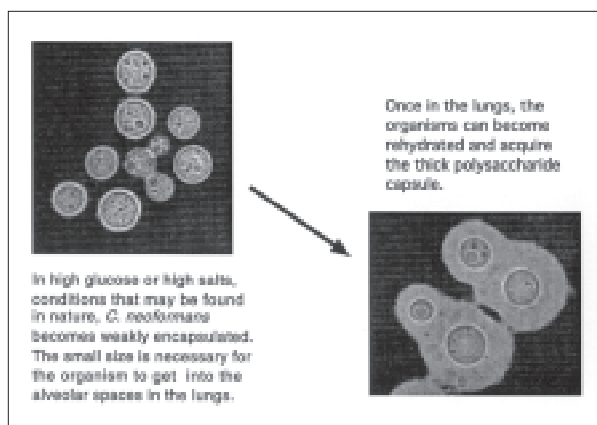 Once in the lungs, the
organisms can become
rehydrated and acquire
the thick polysaccharide
capsule.
In high glucose or high salts,
conditions that may be found
in nature, C. neoformans
becomes weakly encapsulated.
The small size is necessary for
the organism to get into the
alveolar spaces in the lungs.